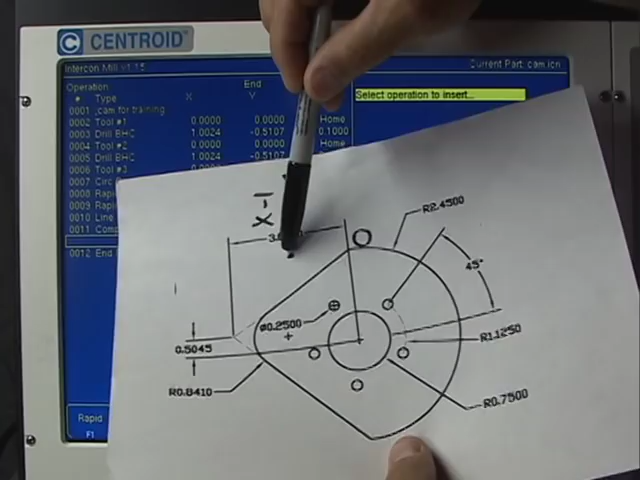 C CENTROID
Intercon Mill v1.15
Current Part: cam.icn
Operation
# Type X
End
Y
Select operation to insert...
0001 ;cam for training
0002 Tool #1 0.0000 0.0000 Home
0003 Drill BHC 1.0024 -0.5107 0.1000
0004 Tool #2 0.0000 0.0000 Home
0005 Drill BHC 1.0024 -0.5107
0006 Tool #3
0007 Circ
0008
0009
0010 Line
0011
0012 End
X-1
R2.4500
45°
Ø0.2500
0.5045
R1.1250
R0.8410
R0.7500
Rapid
F1